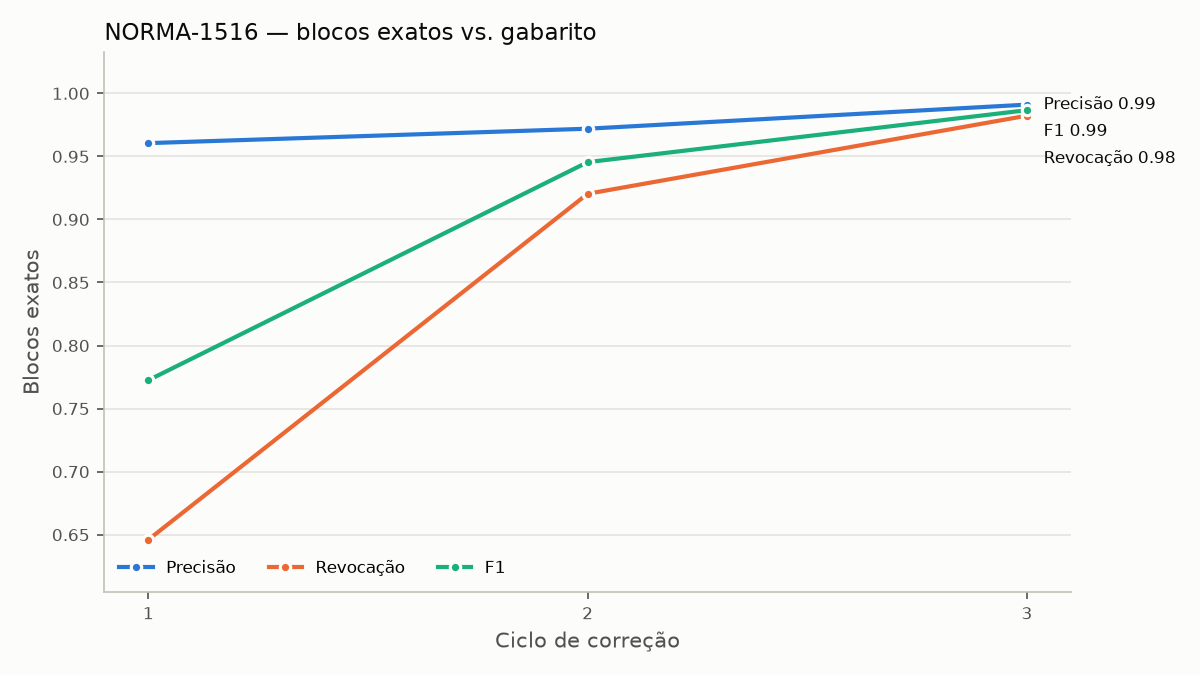 NORMA-1516 — blocos exatos vs. gabarito
Blocos exatos
1.00
0.95
0.90
0.85
0.80
0.75
0.70
0.65
Precisão 0.99
F1 0.99
Revocação 0.98
Precisão
Revocação
F1
1
2
3
Ciclo de correção